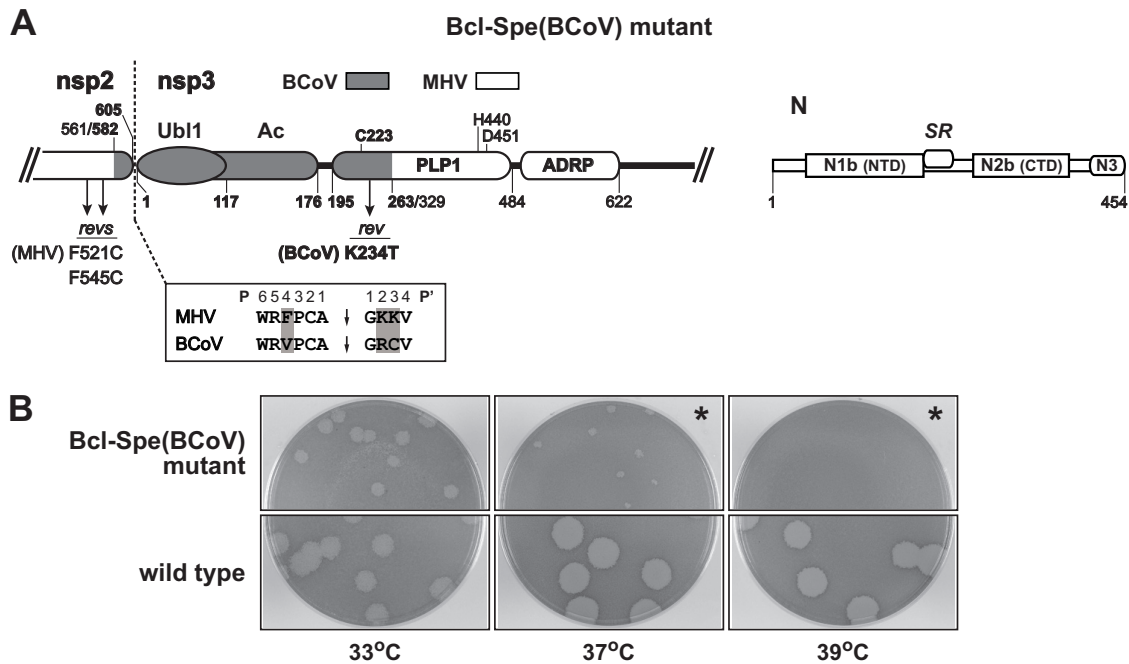 A
Bcl-Spe(BCoV) mutant
nsp2 nsp3 BCoV MHV
605
561/582 Ubl1 Ac C223 H440
D451
PLP1 ADRP
1 117 176 195 263/329 484 622
revs rev
(MHV) F521C (BCoV) K234T
F545C
P 6 5 4 3 2 1 1 2 3 4 P'
MHV WRFPCA ↓ GKKV
BCoV WRVPCA ↓ GRCV
N
SR
N1b (NTD) N2b (CTD) N3
1 454
B
Bcl-Spe(BCoV)
mutant
* *
wild type
33°C 37°C 39°C